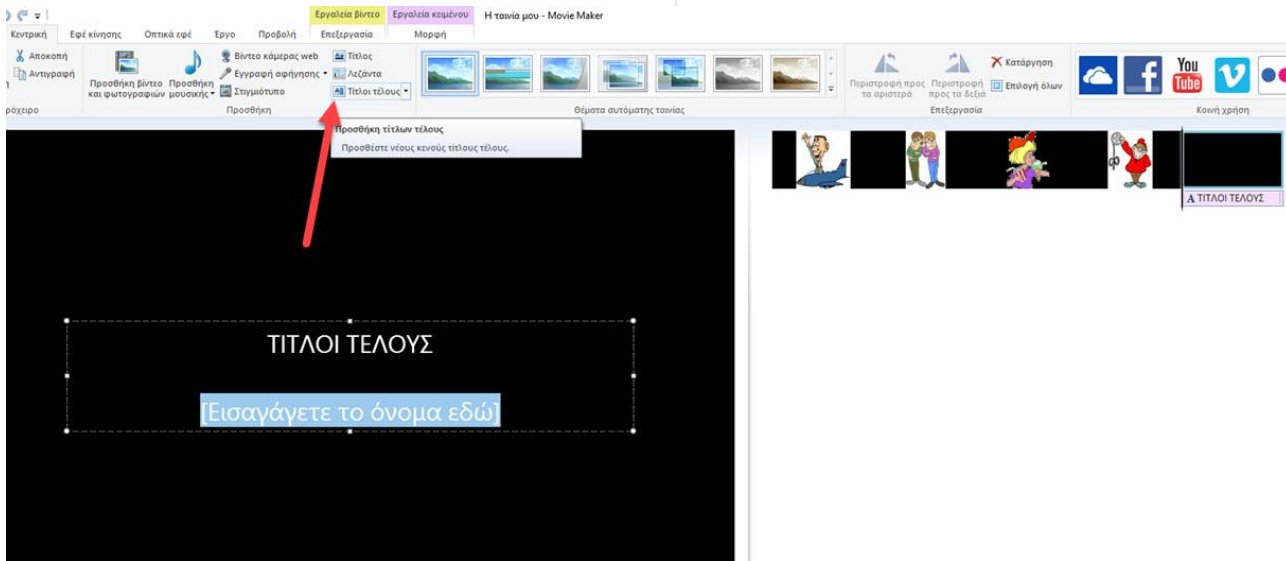 Εργαλεία βίντεο Εργαλεία κειμένου Η ταινία μου - Movie Maker
Κεντρική Εφέ κίνησης Οπτικά εφέ Έργο Προβολή Επεξεργασία Μορφή
Αποκοπή
Αντιγραφή
Προσθήκη βίντεο
και φωτογραφιών
Προσθήκη
μουσικής
Βίντεο κάμερας web
Εγγραφή αφήγησης
Στιγμιότυπο
Τίτλος
Λεζάντα
Τίτλοι τέλους
Περιστροφή προς
τα αριστερά
Περιστροφή
προς τα δεξιά
Κατάργηση
Επιλογή όλων
You
Tube
ρόχειρο Προσθήκη Θέματα αυτόματης ταινίας Επεξεργασία Κοινή χρήση
Προσθήκη τίτλων τέλους
Προσθέστε νέους κενούς τίτλους τέλους.
Α ΤΙΤΛΟΙ ΤΕΛΟΥΣ
ΤΙΤΛΟΙ ΤΕΛΟΥΣ
[Εισαγάγετε το όνομα εδώ]